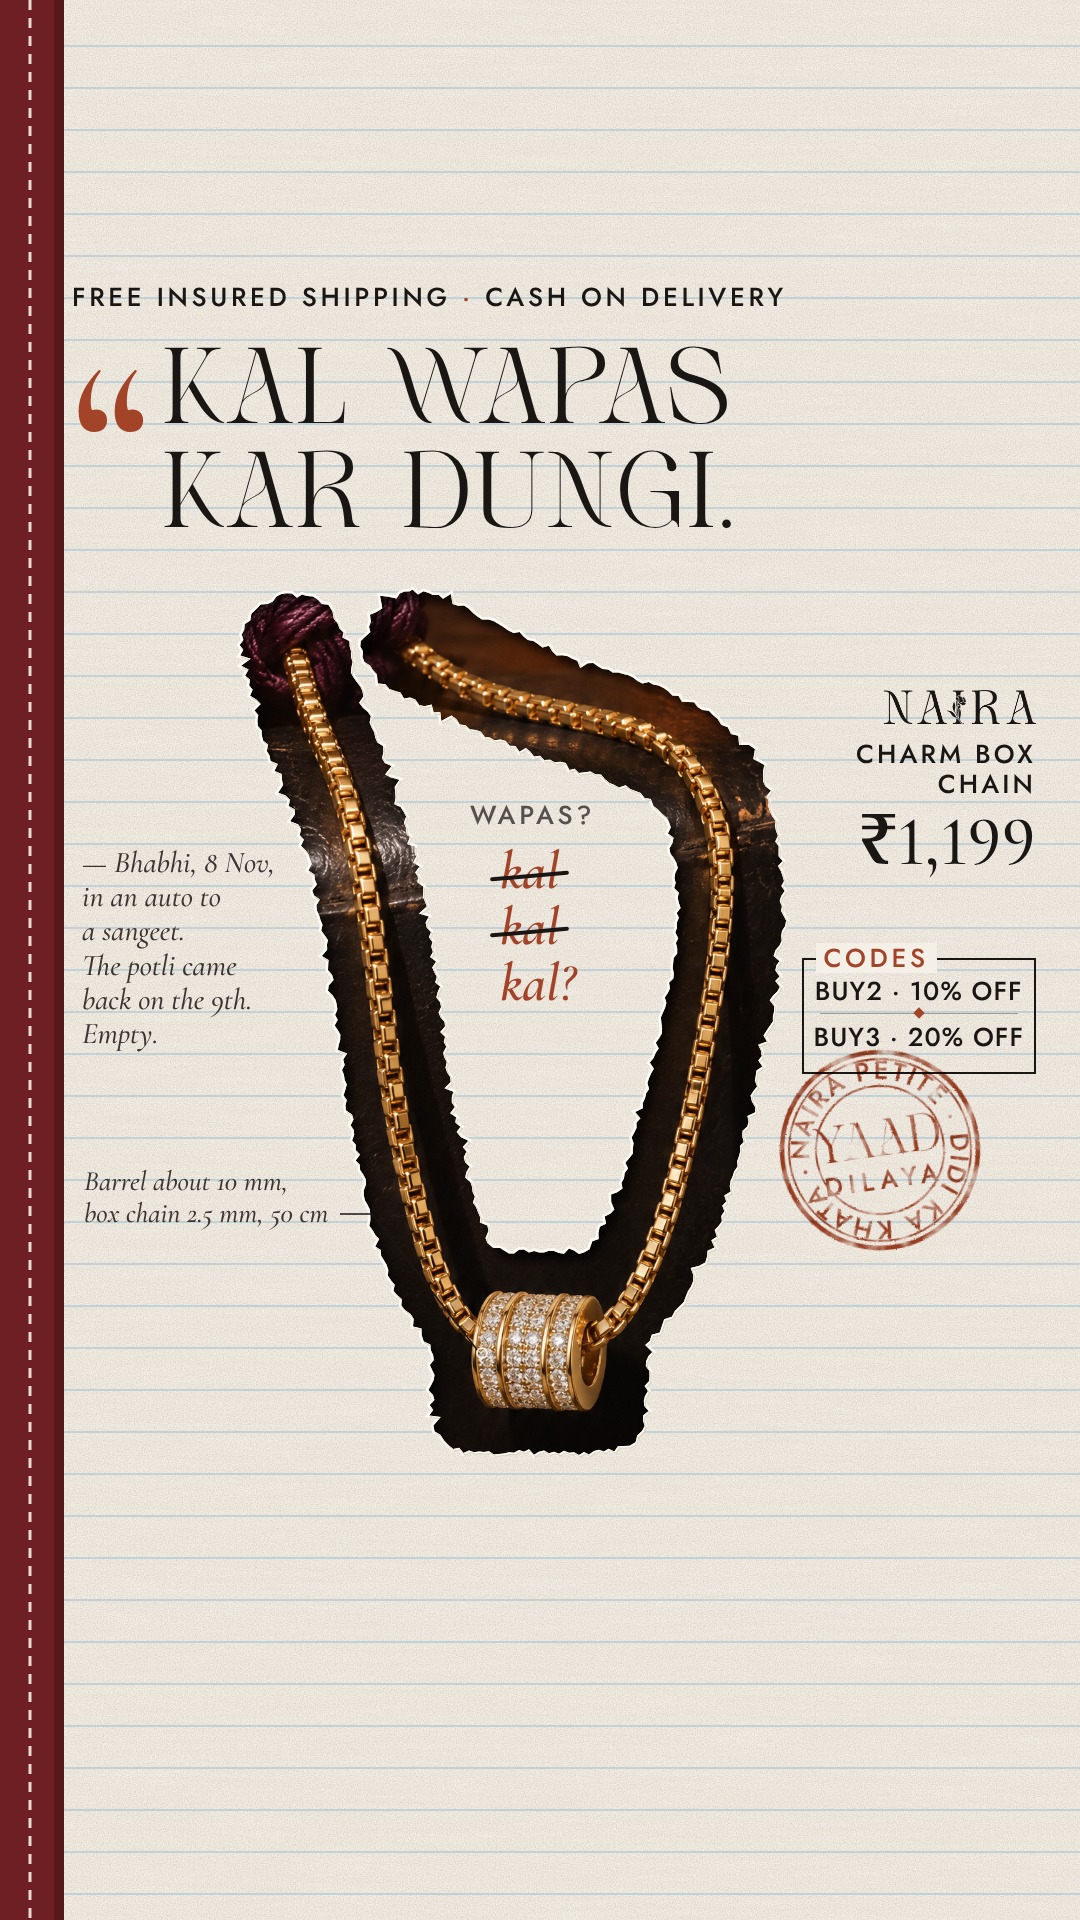 FREE INSURED SHIPPING · CASH ON DELIVERY
“KAL WAPAS
KAR DUNGI.
NAIRA
CHARM BOX
CHAIN
₹1,199
WAPAS?
kal
kal
kal?
— Bhabhi, 8 Nov,
in an auto to
a sangeet.
The potli came
back on the 9th.
Empty.
CODES
BUY2 · 10% OFF
BUY3 · 20% OFF
NAIRA PETITE · DIDI KA KHATA ·
YAAD
DILAYA
Barrel about 10 mm,
box chain 2.5 mm, 50 cm